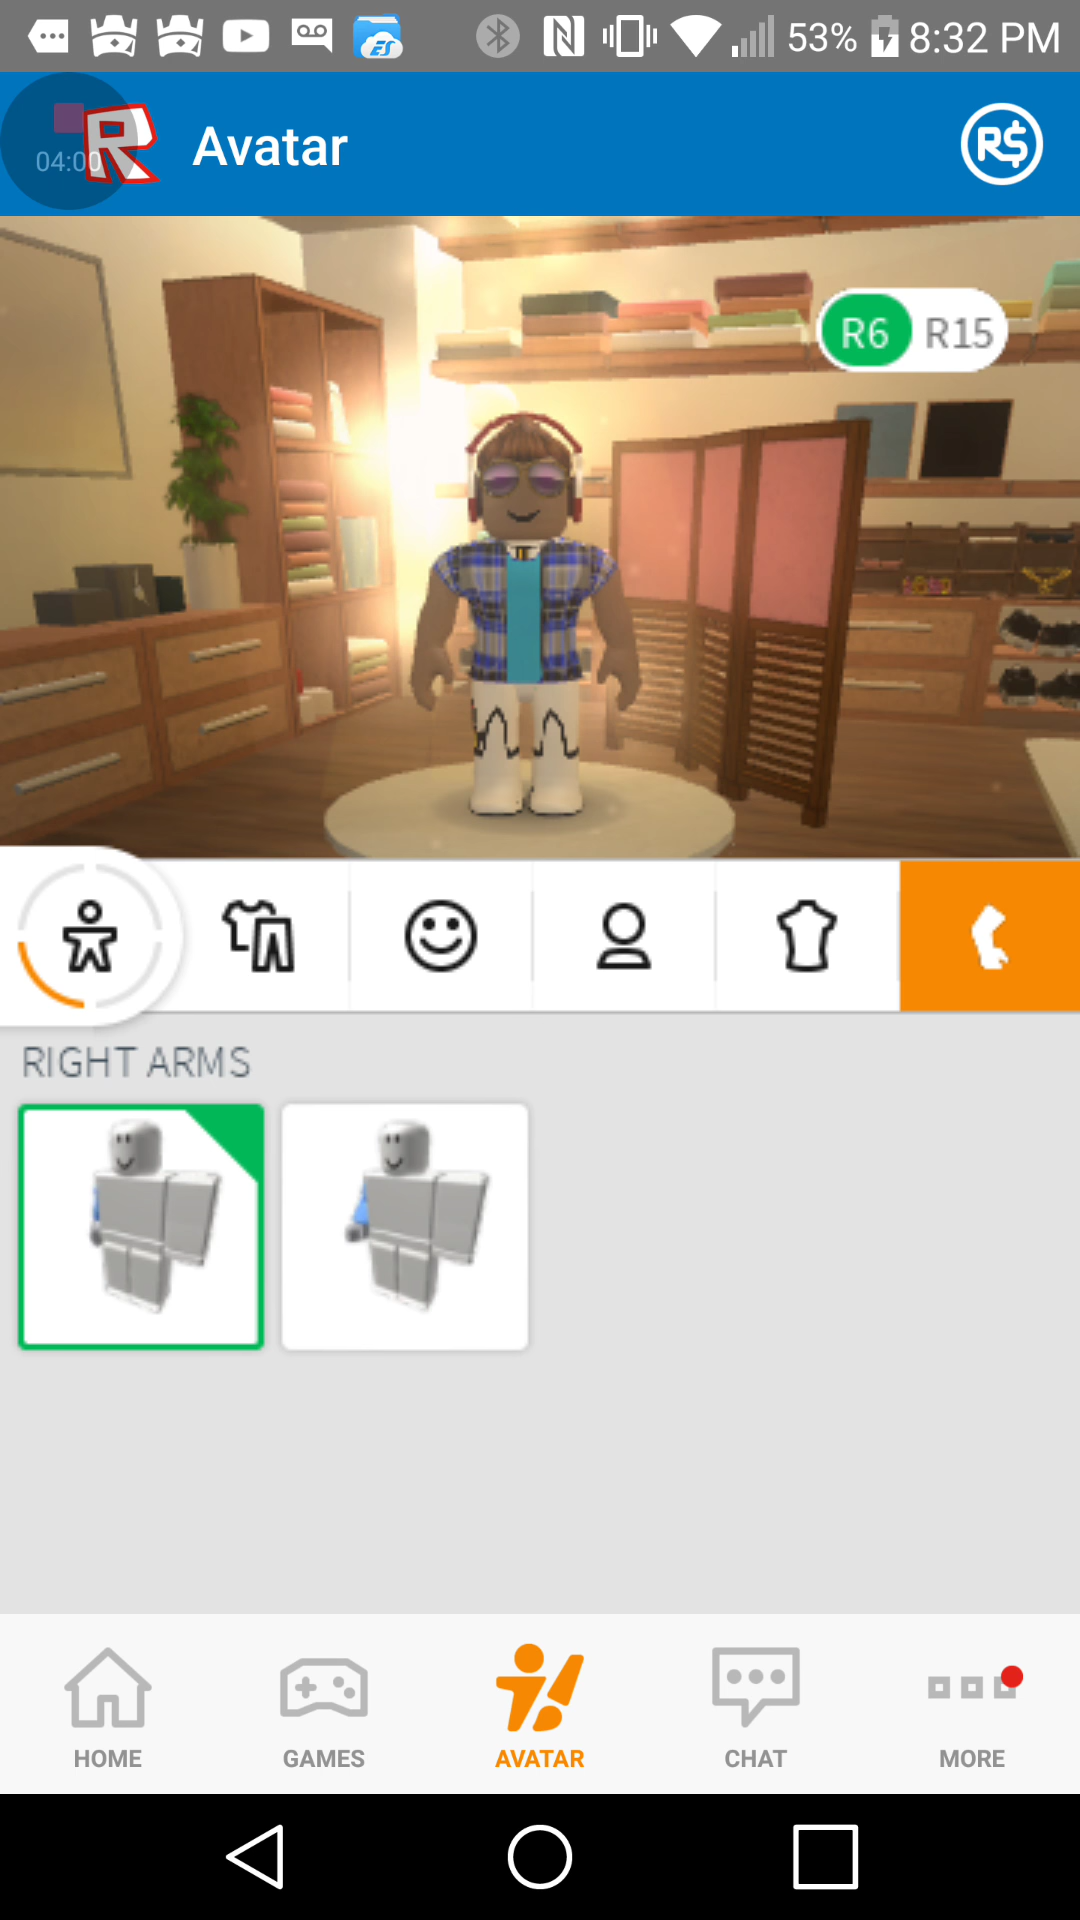 53% 8:32 PM
04:00
R Avatar R$
R6 R15
RIGHT ARMS
HOME GAMES AVATAR CHAT MORE